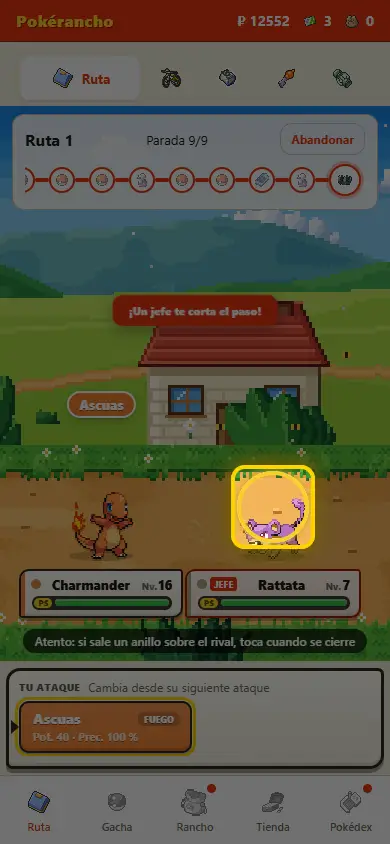 Pokérancho
₽ 12552
3
0
Ruta
Ruta 1
Parada 9/9
Abandonar
¡Un jefe te corta el paso!
Ascuas
Charmander Nv.16
PS
JEFE Rattata Nv.7
PS
Atento: si sale un anillo sobre el rival, toca cuando se cierre
TU ATAQUE Cambia desde su siguiente ataque
Ascuas FUEGO
Pot. 40 · Prec. 100 %
Ruta
Gacha
Rancho
Tienda
Pokédex